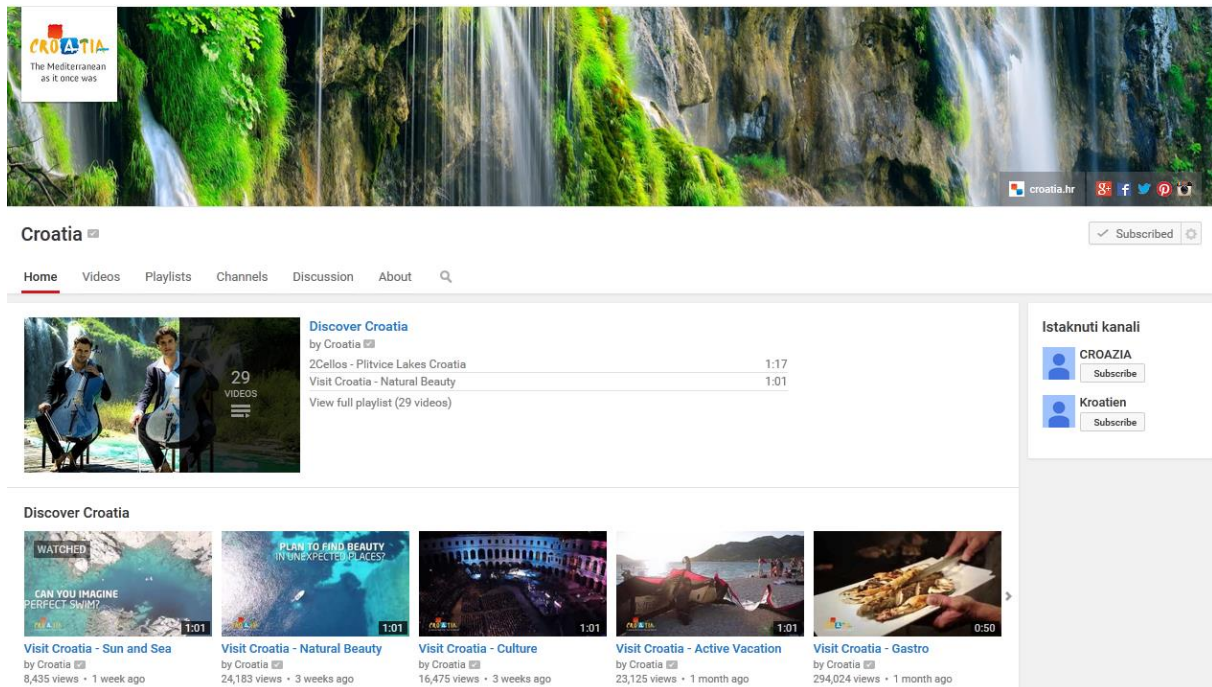 CROATIA
The Mediterranean
as it once was
croatia.hr
Croatia
Subscribed
Home Videos Playlists Channels Discussion About
29
VIDEOS
Discover Croatia
by Croatia
2Cellos - Plitvice Lakes Croatia 1:17
Visit Croatia - Natural Beauty 1:01
View full playlist (29 videos)
Istaknuti kanali
CROAZIA
Subscribe
Kroatien
Subscribe
Discover Croatia
WATCHED
CAN YOU IMAGINE
PERFECT SWIM?
CROATIA
1:01
Visit Croatia - Sun and Sea
by Croatia
8,435 views • 1 week ago
PLAN TO FIND BEAUTY
IN UNEXPECTED PLACES?
CROATIA
1:01
Visit Croatia - Natural Beauty
by Croatia
24,183 views • 3 weeks ago
CROATIA
1:01
Visit Croatia - Culture
by Croatia
16,475 views • 3 weeks ago
CROATIA
1:01
Visit Croatia - Active Vacation
by Croatia
23,125 views • 1 month ago
0:50
Visit Croatia - Gastro
by Croatia
294,024 views • 1 month ago